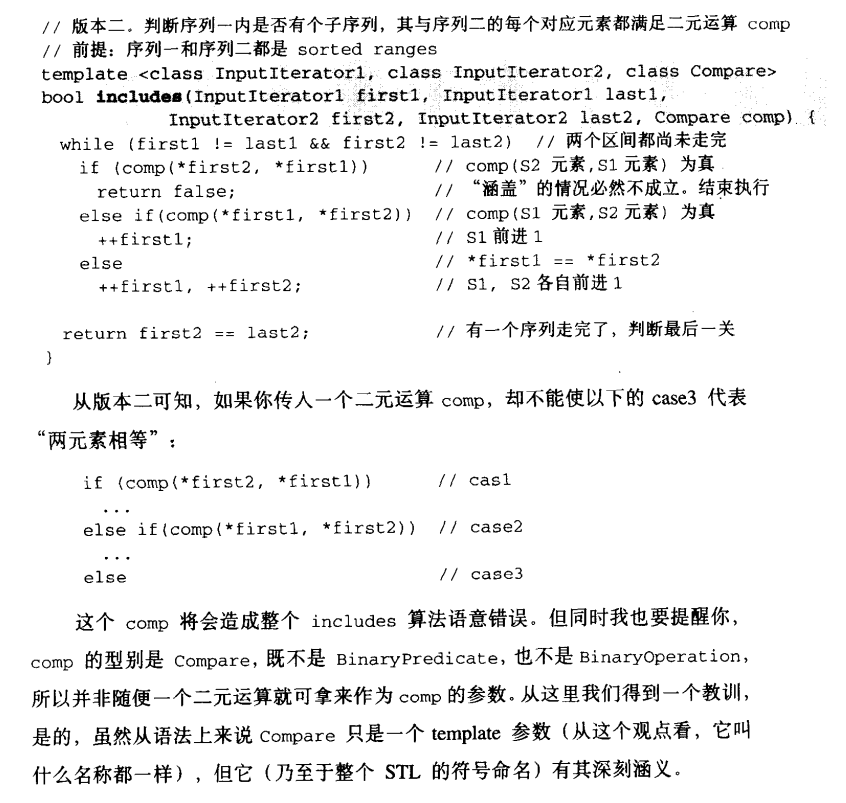 // 版本二。判断序列一内是否有个子序列，其与序列二的每个对应元素都满足二元运算 comp
// 前提：序列一和序列二都是 sorted ranges
template <class InputIterator1, class InputIterator2, class Compare>
bool includes(InputIterator1 first1, InputIterator1 last1,
InputIterator2 first2, InputIterator2 last2, Compare comp) {
while (first1 != last1 && first2 != last2) // 两个区间都尚未走完
if (comp(*first2, *first1)) // comp(S2 元素,S1 元素) 为真
return false; // “涵盖”的情况必然不成立。结束执行
else if(comp(*first1, *first2)) // comp(S1 元素,S2 元素) 为真
++first1; // S1 前进 1
else // *first1 == *first2
++first1, ++first2; // S1, S2 各自前进 1
return first2 == last2; // 有一个序列走完了，判断最后一关
}
从版本二可知，如果你传入一个二元运算 comp，却不能使以下的 case3 代表
“两元素相等”：
if (comp(*first2, *first1)) // cas1
...
else if(comp(*first1, *first2)) // case2
...
else // case3
这个 comp 将会造成整个 includes 算法语意错误。但同时我也要提醒你，
comp 的型别是 Compare，既不是 BinaryPredicate，也不是 BinaryOperation，
所以并非随便一个二元运算就可拿来作为 comp 的参数。从这里我们得到一个教训，
是的，虽然从语法上来说 Compare 只是一个 template 参数（从这个观点看，它叫
什么名称都一样），但它（乃至于整个 STL 的符号命名）有其深刻涵义。